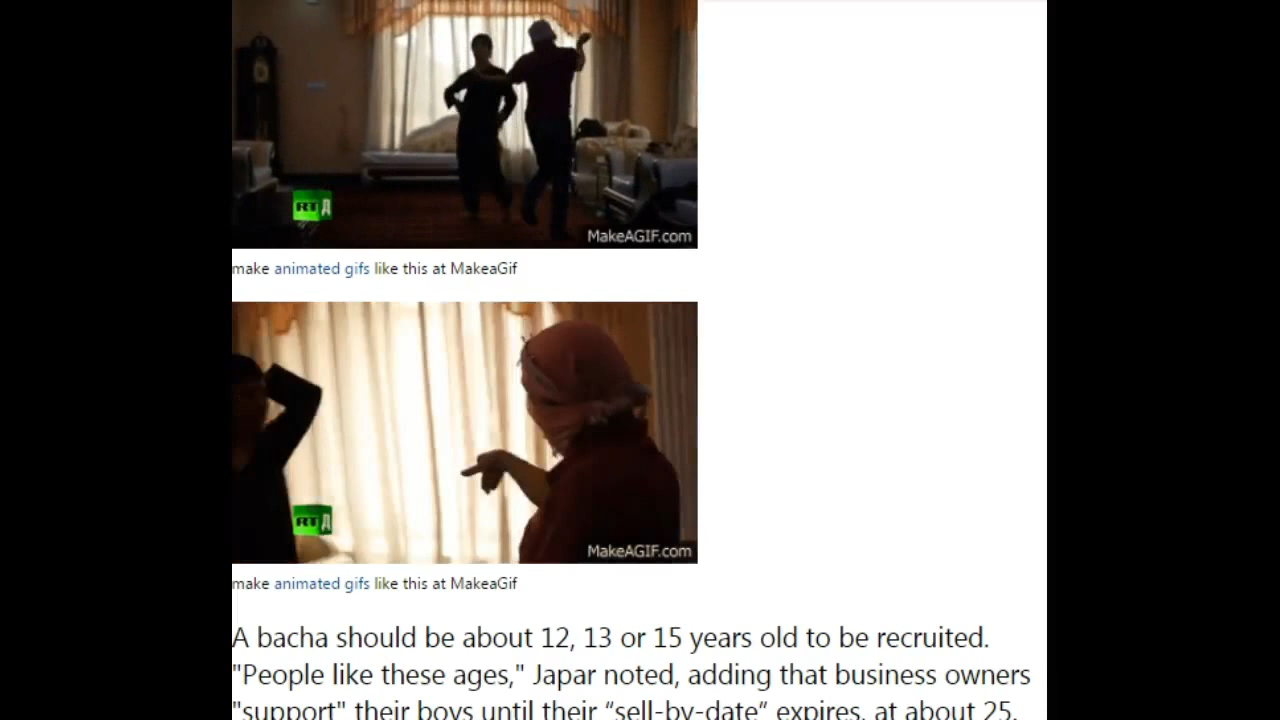 RT Д
MakeAGIF.com
make animated gifs like this at MakeaGif
RT Д
MakeAGIF.com
make animated gifs like this at MakeaGif
A bacha should be about 12, 13 or 15 years old to be recruited.
"People like these ages," Japar noted, adding that business owners
"support" their boys until their “sell-by-date” expires, at about 25.